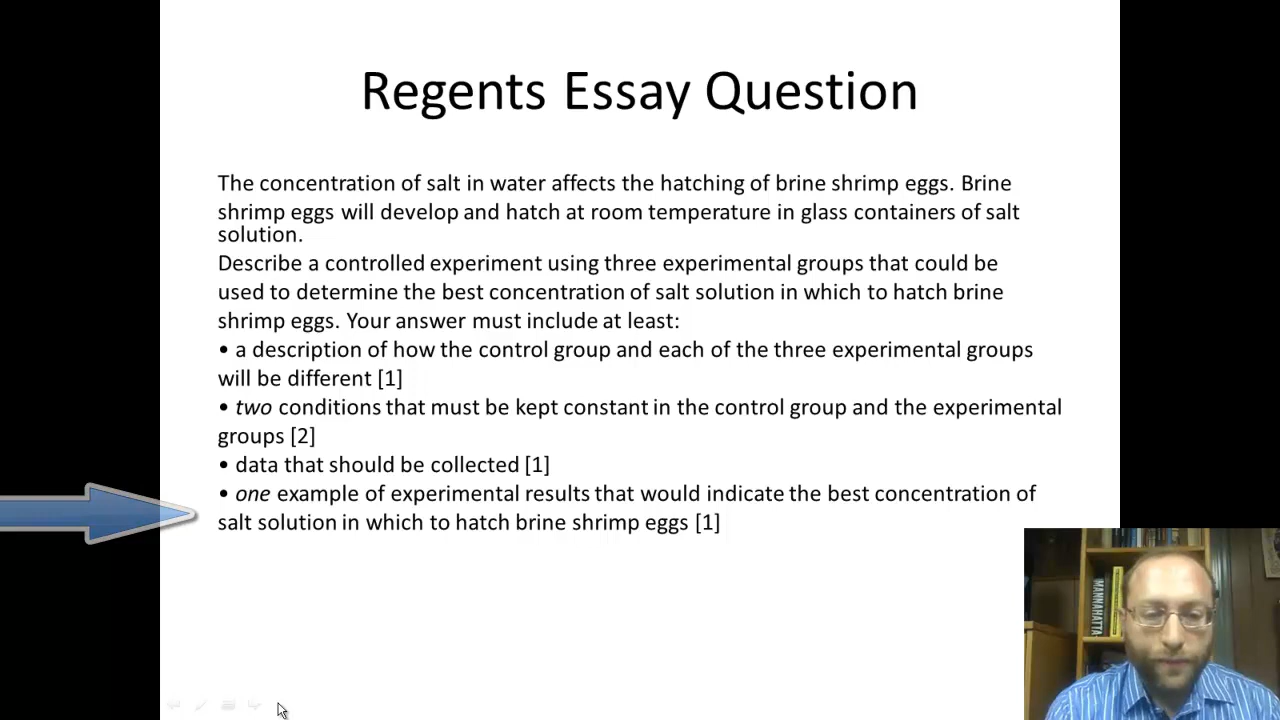 Regents Essay Question
The concentration of salt in water affects the hatching of brine shrimp eggs. Brine
shrimp eggs will develop and hatch at room temperature in glass containers of salt
solution.
Describe a controlled experiment using three experimental groups that could be
used to determine the best concentration of salt solution in which to hatch brine
shrimp eggs. Your answer must include at least:
• a description of how the control group and each of the three experimental groups
will be different [1]
• two conditions that must be kept constant in the control group and the experimental
groups [2]
• data that should be collected [1]
• one example of experimental results that would indicate the best concentration of
salt solution in which to hatch brine shrimp eggs [1]
MANNAHATTA